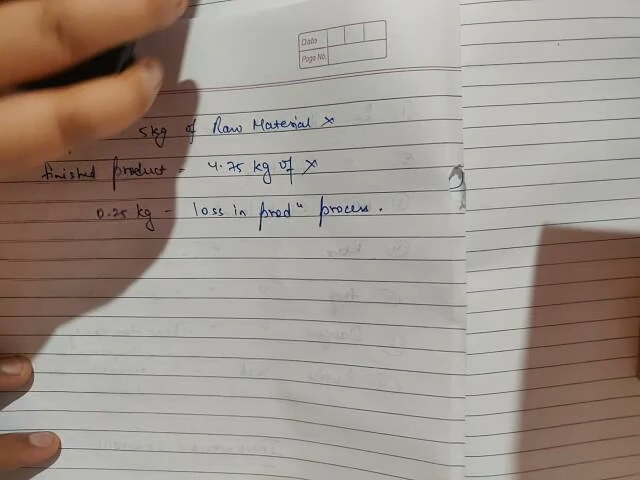 Date
Page No.
5kg of Raw Material X
finished product - 4.75 kg of X
0.25 kg - loss in prodⁿ process.